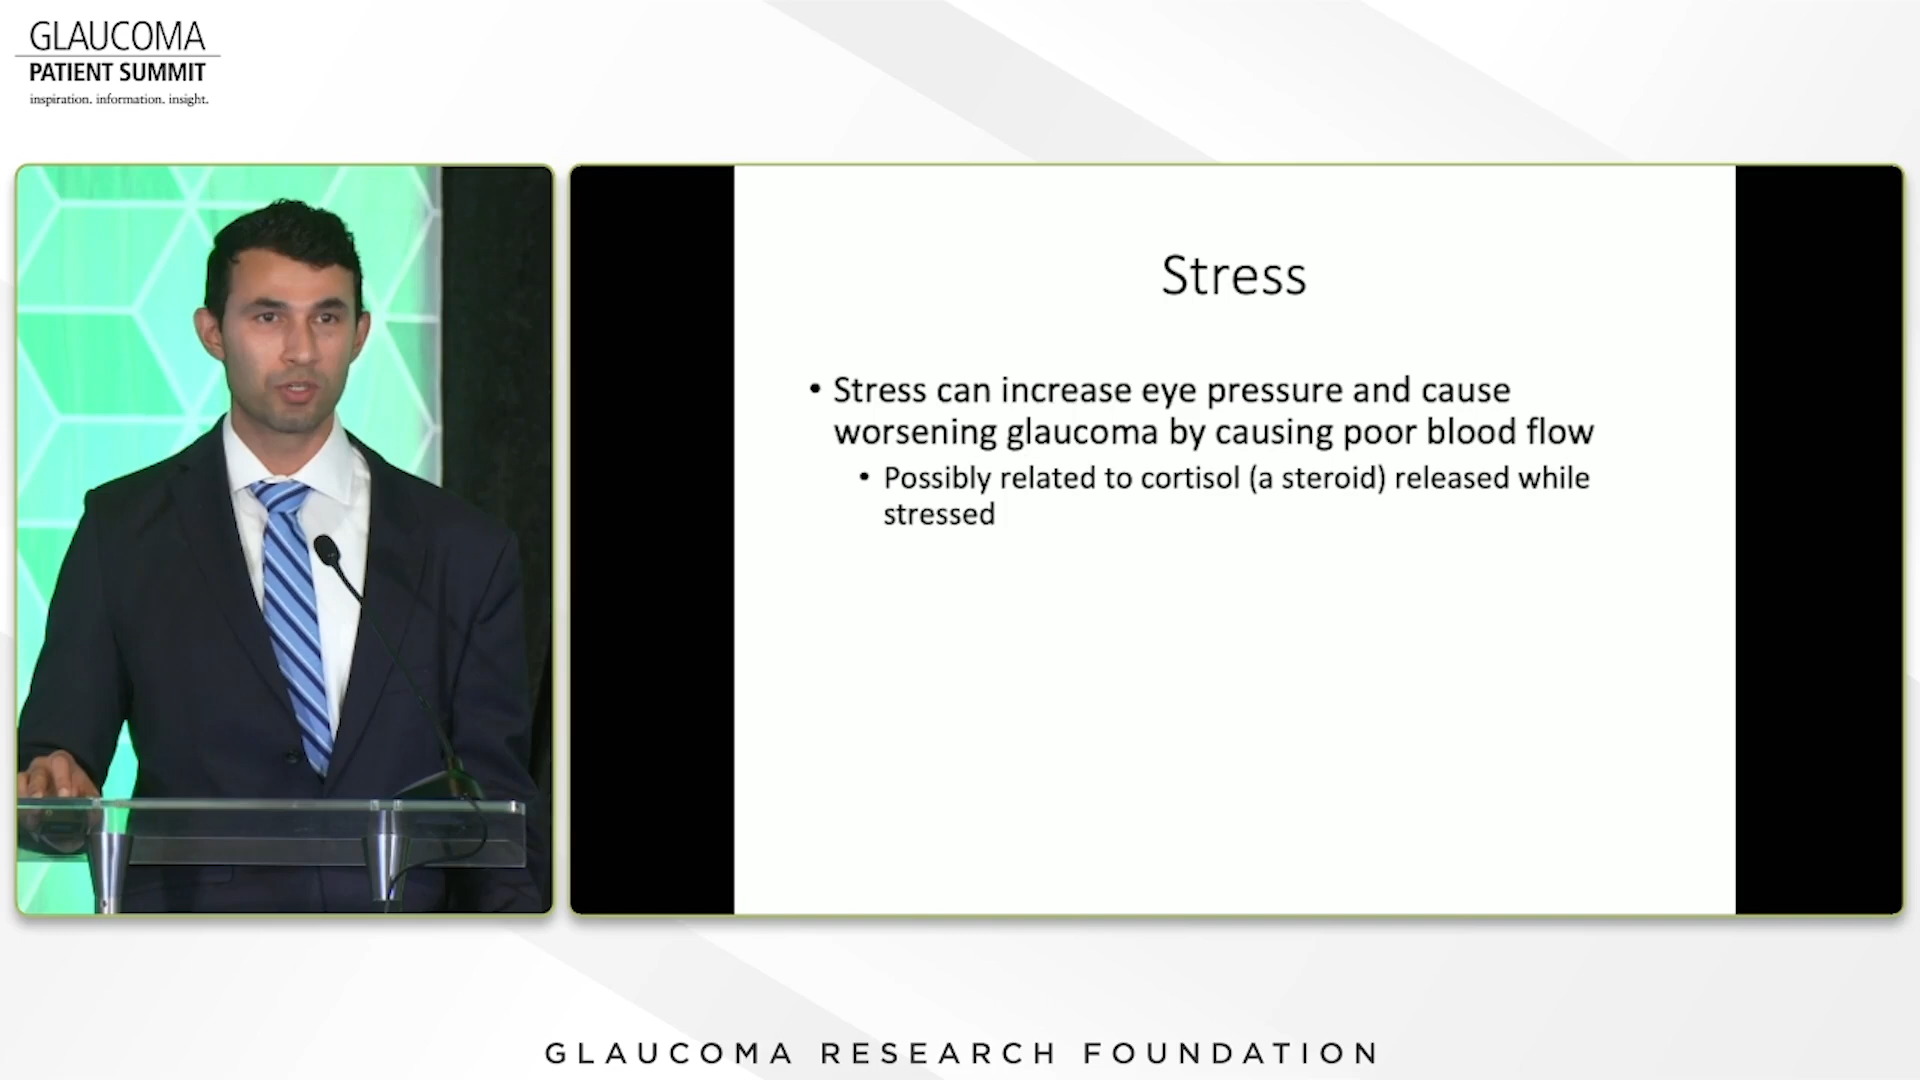 GLAUCOMA
PATIENT SUMMIT
inspiration. information. insight.
Stress
• Stress can increase eye pressure and cause
worsening glaucoma by causing poor blood flow
• Possibly related to cortisol (a steroid) released while
stressed
GLAUCOMA RESEARCH FOUNDATION